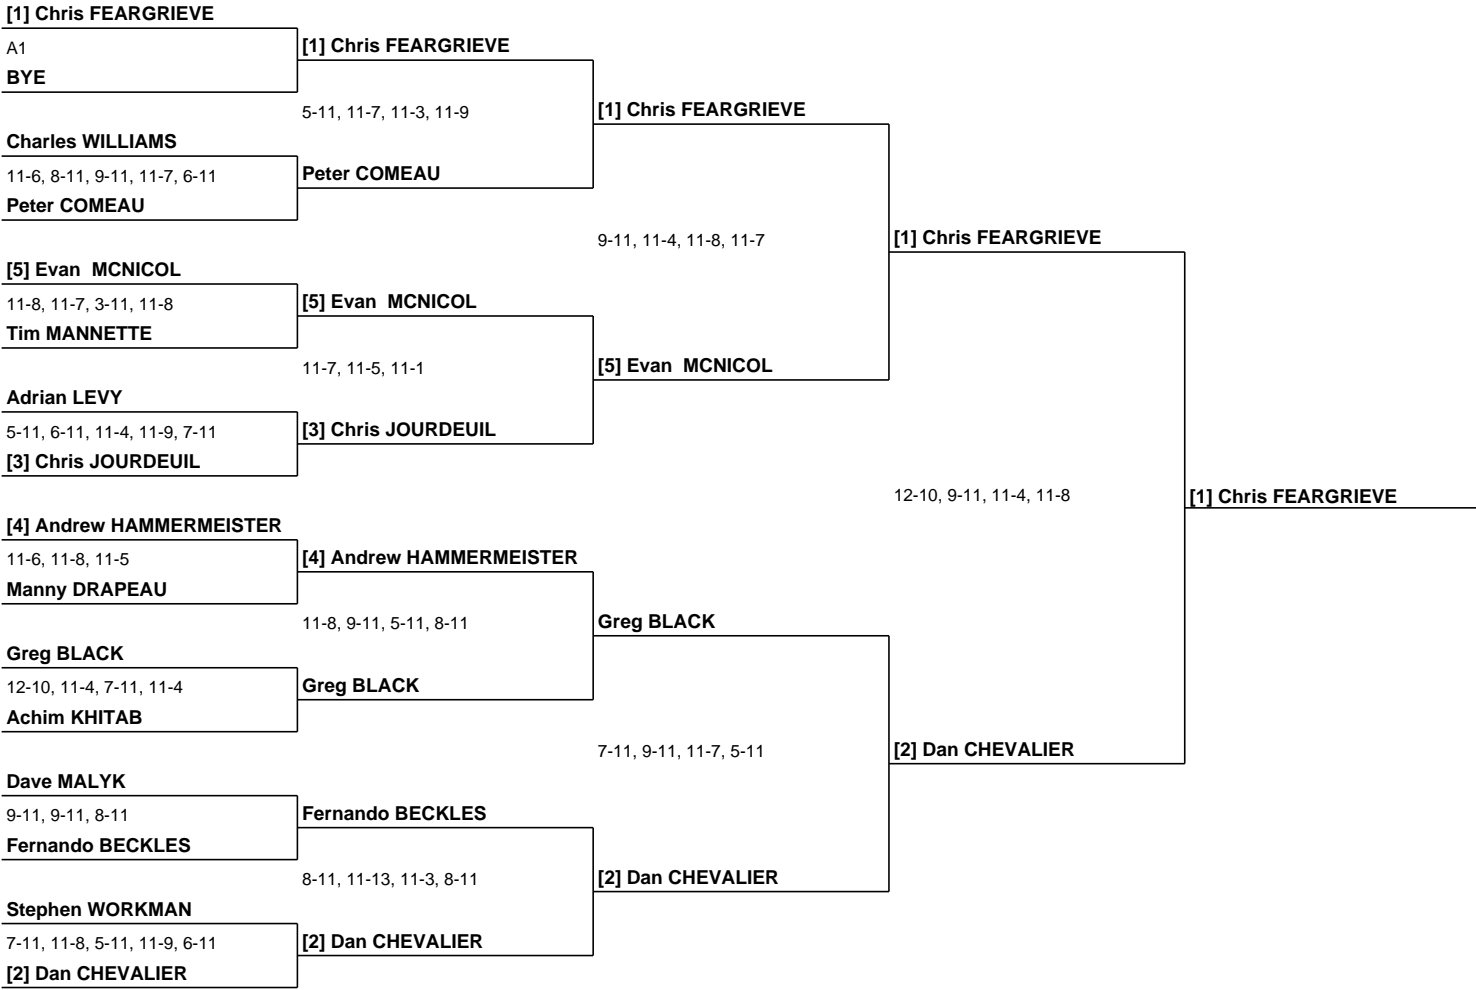 [1] Chris FEARGRIEVE
A1
BYE
Charles WILLIAMS
11-6, 8-11, 9-11, 11-7, 6-11
Peter COMEAU
[5] Evan  MCNICOL
11-8, 11-7, 3-11, 11-8
Tim MANNETTE
Adrian LEVY
5-11, 6-11, 11-4, 11-9, 7-11
[3] Chris JOURDEUIL
[4] Andrew HAMMERMEISTER
11-6, 11-8, 11-5
Manny DRAPEAU
Greg BLACK
12-10, 11-4, 7-11, 11-4
Achim KHITAB
Dave MALYK
9-11, 9-11, 8-11
Fernando BECKLES
Stephen WORKMAN
7-11, 11-8, 5-11, 11-9, 6-11
[2] Dan CHEVALIER
[1] Chris FEARGRIEVE
5-11, 11-7, 11-3, 11-9
Peter COMEAU
[5] Evan  MCNICOL
11-7, 11-5, 11-1
[3] Chris JOURDEUIL
[4] Andrew HAMMERMEISTER
11-8, 9-11, 5-11, 8-11
Greg BLACK
Fernando BECKLES
8-11, 11-13, 11-3, 8-11
[2] Dan CHEVALIER
[1] Chris FEARGRIEVE
9-11, 11-4, 11-8, 11-7
[5] Evan  MCNICOL
Greg BLACK
7-11, 9-11, 11-7, 5-11
[2] Dan CHEVALIER
[1] Chris FEARGRIEVE
12-10, 9-11, 11-4, 11-8
[2] Dan CHEVALIER
[1] Chris FEARGRIEVE